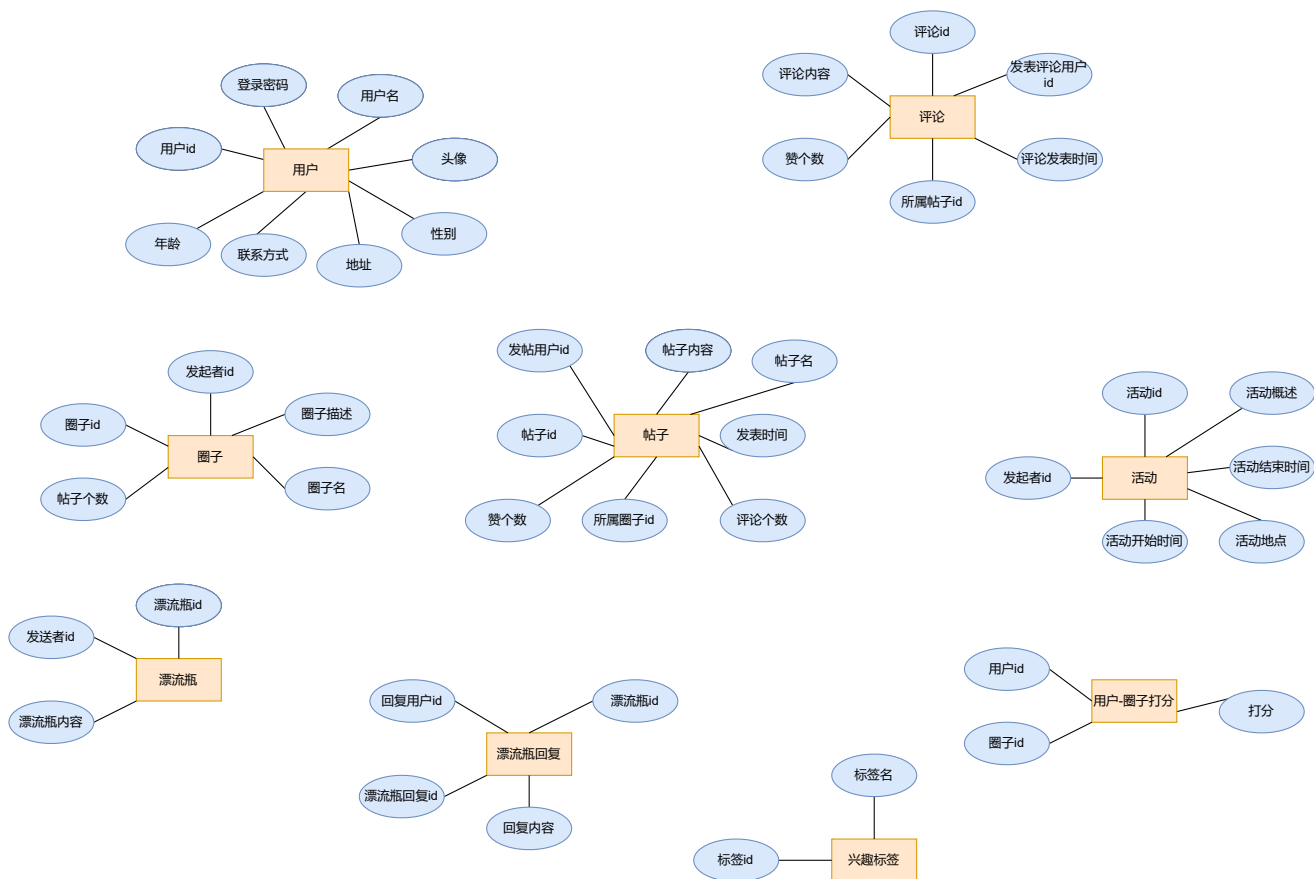 评论id
登录密码
用户名
评论内容
发表评论用户
id
评论
用户id
用户
头像
赞个数
评论发表时间
所属帖子id
年龄
联系方式
地址
性别
发起者id
圈子id
圈子描述
圈子
帖子个数
圈子名
发帖用户id
帖子内容
帖子名
帖子id
帖子
发表时间
赞个数
所属圈子id
评论个数
活动id
活动概述
发起者id
活动
活动结束时间
活动开始时间
活动地点
漂流瓶id
发送者id
漂流瓶
漂流瓶内容
回复用户id
漂流瓶id
漂流瓶回复
漂流瓶回复id
回复内容
用户id
用户-圈子打分
打分
圈子id
标签名
标签id
兴趣标签